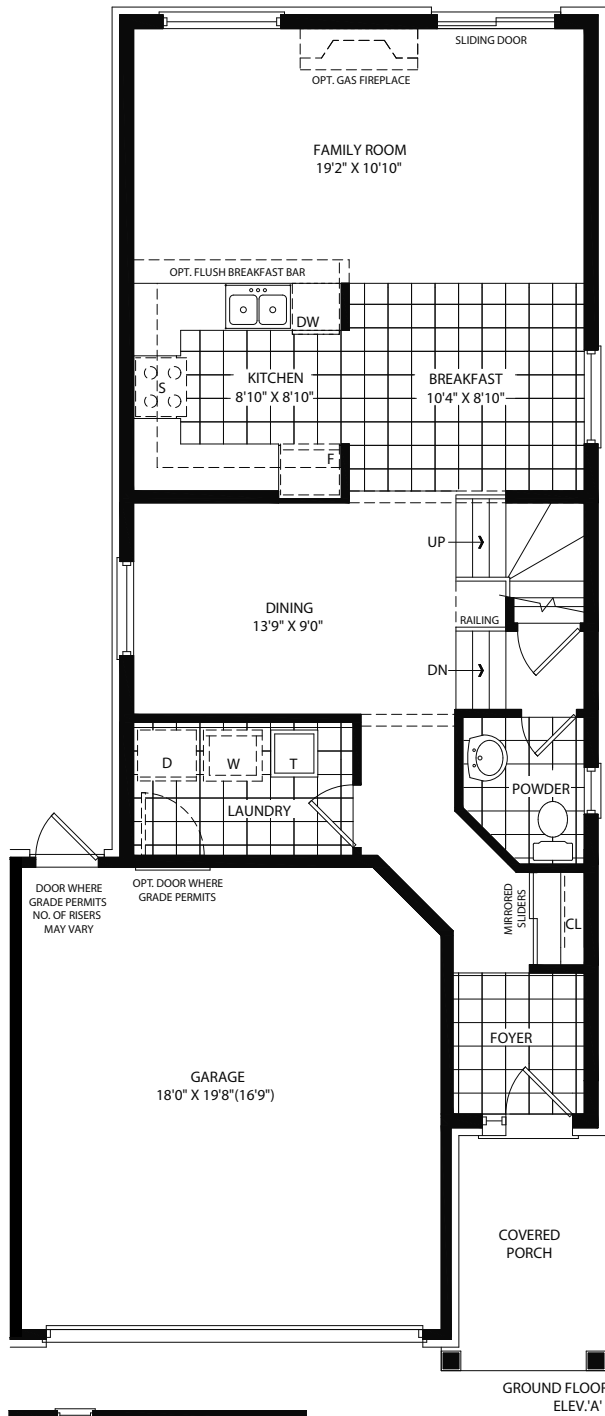 SLIDING DOOR
OPT. GAS FIREPLACE
FAMILY ROOM
19'2" X 10'10"
OPT. FLUSH BREAKFAST BAR
DW
S
KITCHEN
8'10" X 8'10"
BREAKFAST
10'4" X 8'10"
F
UP
DINING
13'9" X 9'0"
RAILING
DN
D
W
T
LAUNDRY
POWDER
DOOR WHERE
GRADE PERMITS
NO. OF RISERS
MAY VARY
OPT. DOOR WHERE
GRADE PERMITS
MIRRORED
SLIDERS
CL
FOYER
GARAGE
18'0" X 19'8"(16'9")
COVERED
PORCH
GROUND FLOOR
ELEV.'A'